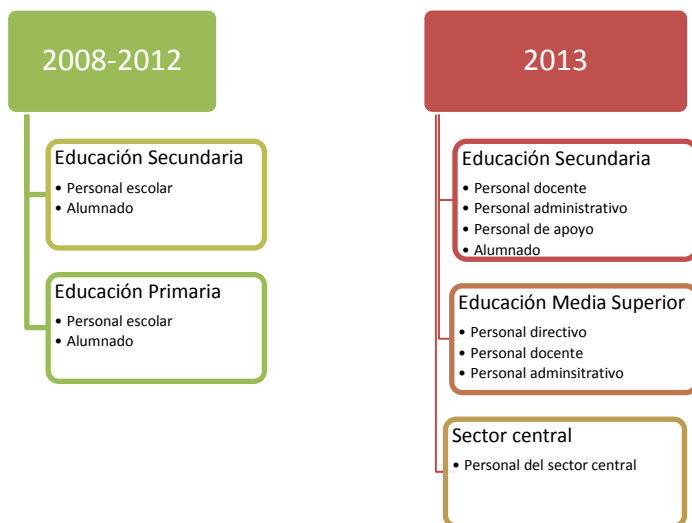 2008-2012
Educación Secundaria
• Personal escolar
• Alumnado
Educación Primaria
• Personal escolar
• Alumnado
2013
Educación Secundaria
• Personal docente
• Personal administrativo
• Personal de apoyo
• Alumnado
Educación Media Superior
• Personal directivo
• Personal docente
• Personal adminsitrativo
Sector central
• Personal del sector central